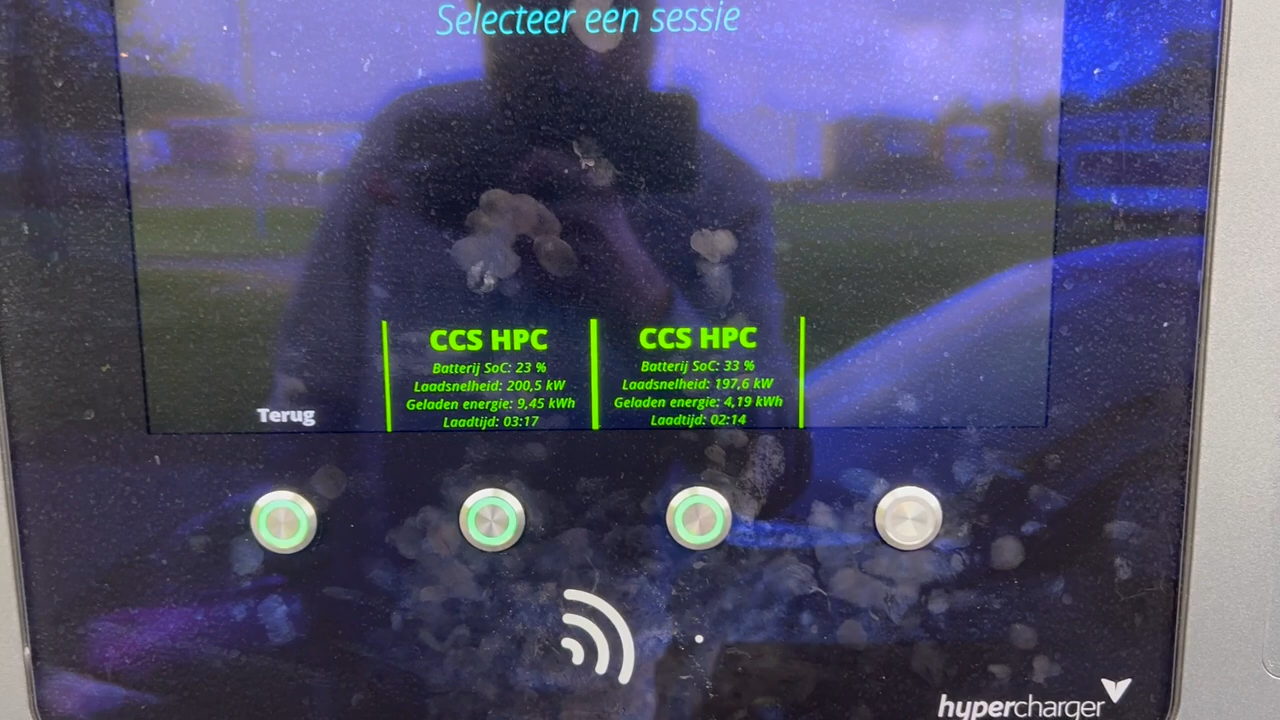 Selecteer een sessie
Terug
CCS HPC
Batterij SoC: 23 %
Laadsnelheid: 200,5 kW
Geladen energie: 9,45 kWh
Laadtijd: 03:17
CCS HPC
Batterij SoC: 33 %
Laadsnelheid: 197,6 kW
Geladen energie: 4,19 kWh
Laadtijd: 02:14
hypercharger